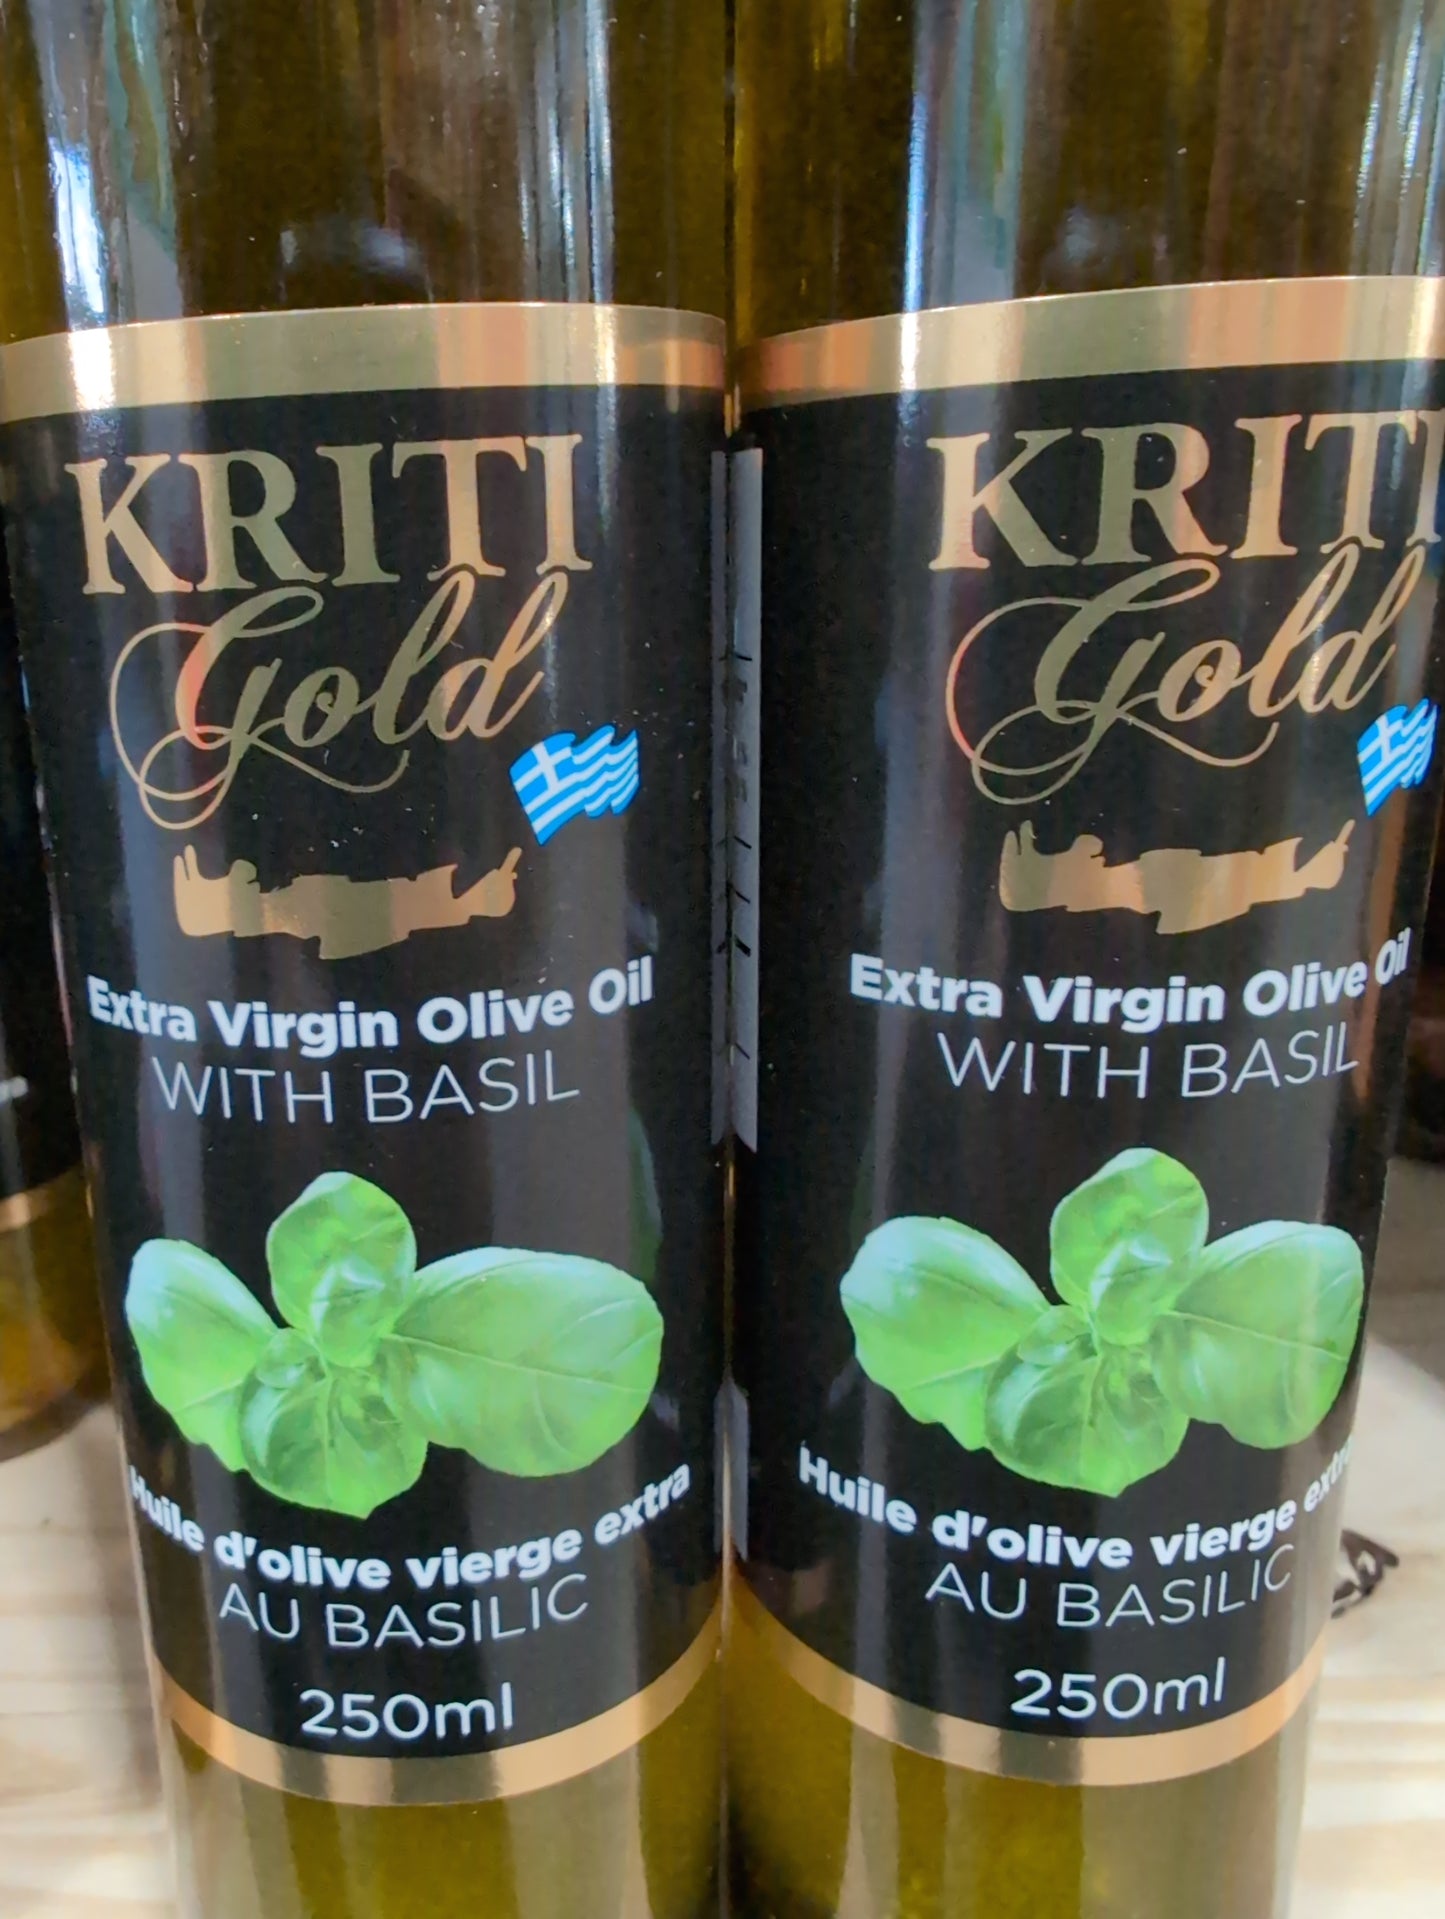 KRITI
Gold
Extra Virgin Olive Oil
WITH BASIL
Huile d'olive vierge extra
AU BASILIC
250ml
KRITI
Gold
Extra Virgin Olive Oil
WITH BASIL
Huile d'olive vierge extra
AU BASILIC
250ml